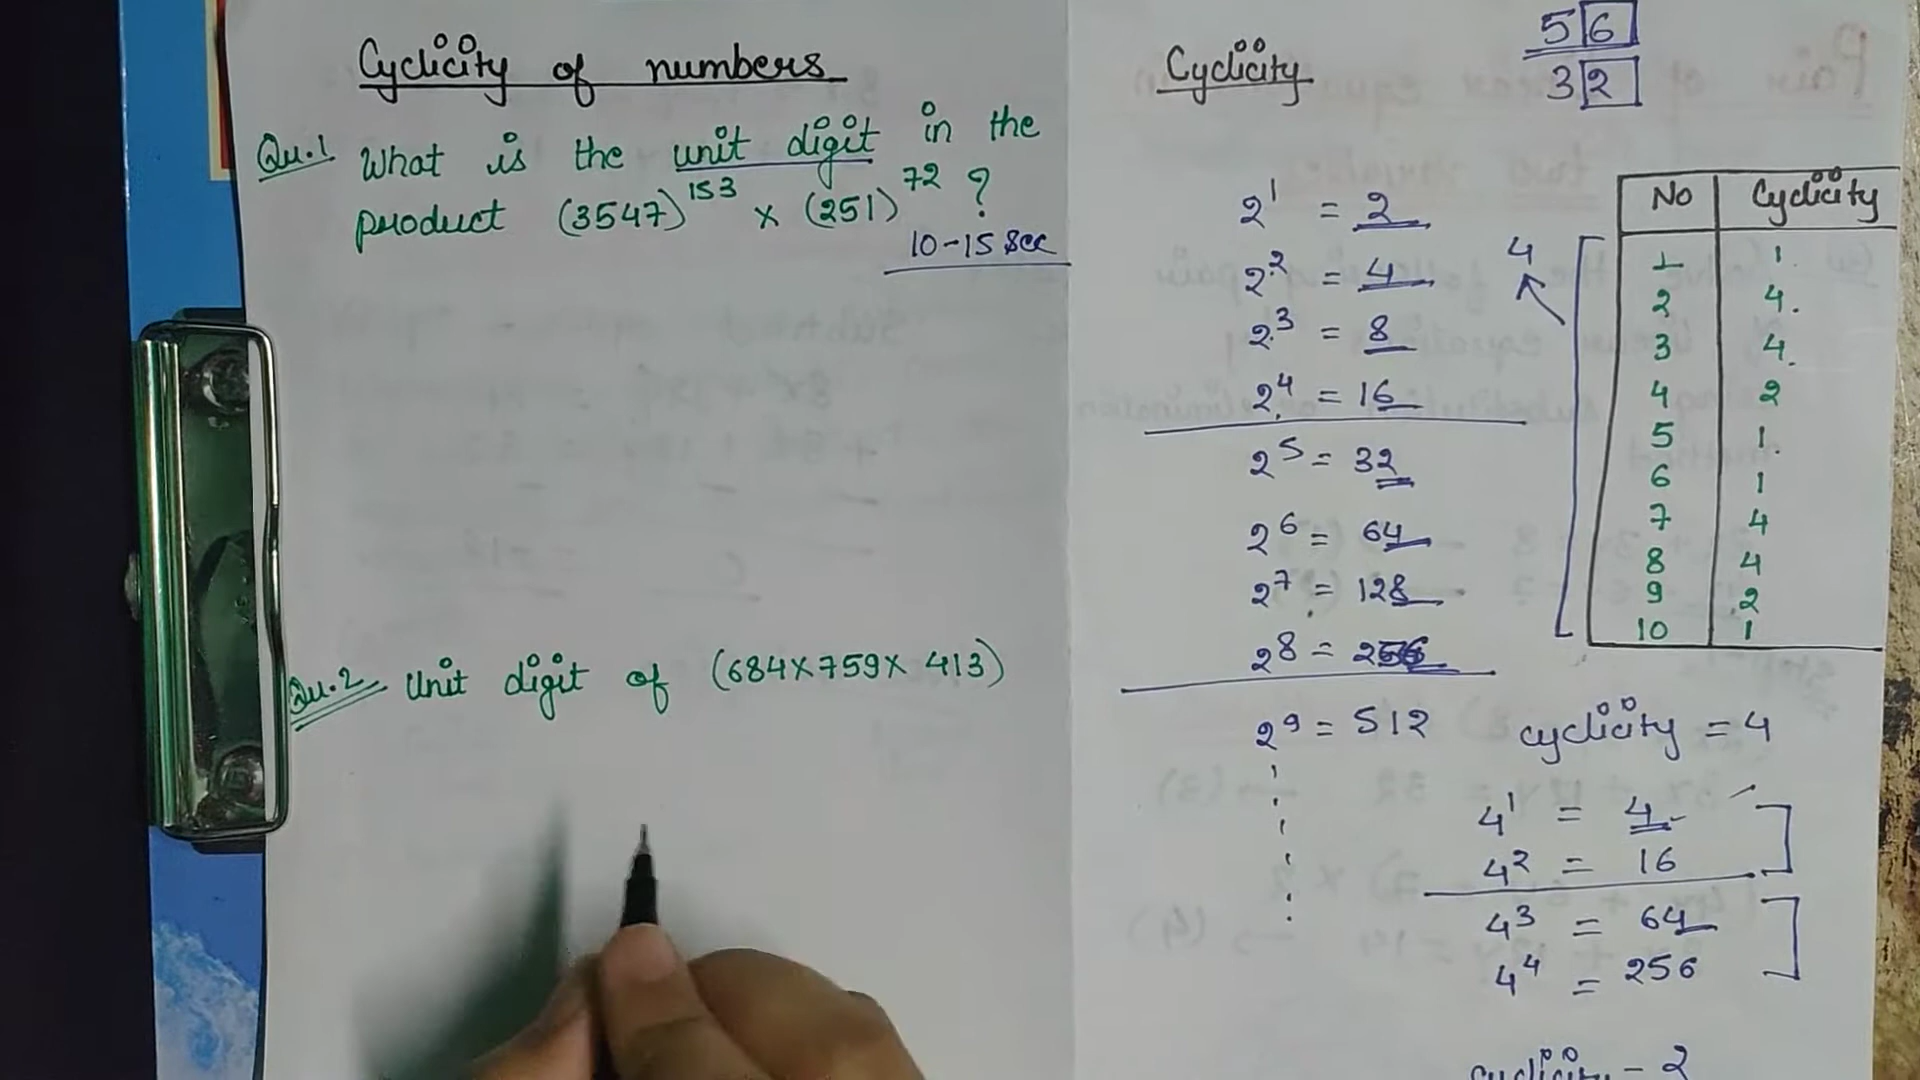 Cyclicity of numbers
Qu.1 What is the unit digit in the
product (3547)^153 x (251)^72 ?
10-15 Sec
Qu.2 Unit digit of (684x759x 413)
Cyclicity
56
32
2^1 = 2
2^2 = 4
2^3 = 8
2^4 = 16
2^5 = 32
2^6 = 64
2^7 = 128
2^8 = 256
2^9 = 512
4
No Cyclicity
1 1
2 4
3 4
4 2
5 1
6 1
7 4
8 4
9 2
10 1
cyclicity = 4
4^1 = 4
4^2 = 16
4^3 = 64
4^4 = 256
cyclicity - 2